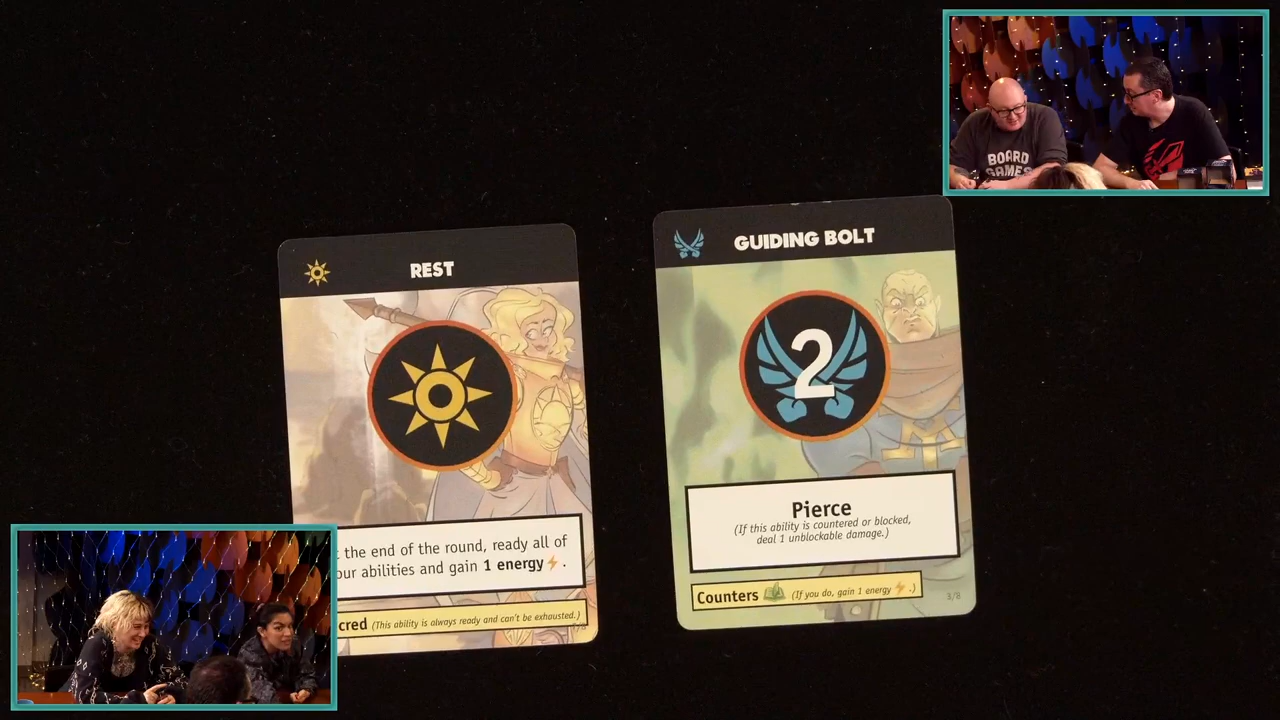 BOARD
GAMES
REST
GUIDING BOLT
2
Pierce
(If this ability is countered or blocked,
deal 1 unblockable damage.)
the end of the round, ready all of
abilities and gain 1 energy .
(This ability is always ready and can't be exhausted.)
Counters (If you do, gain 1 energy .)
3/8